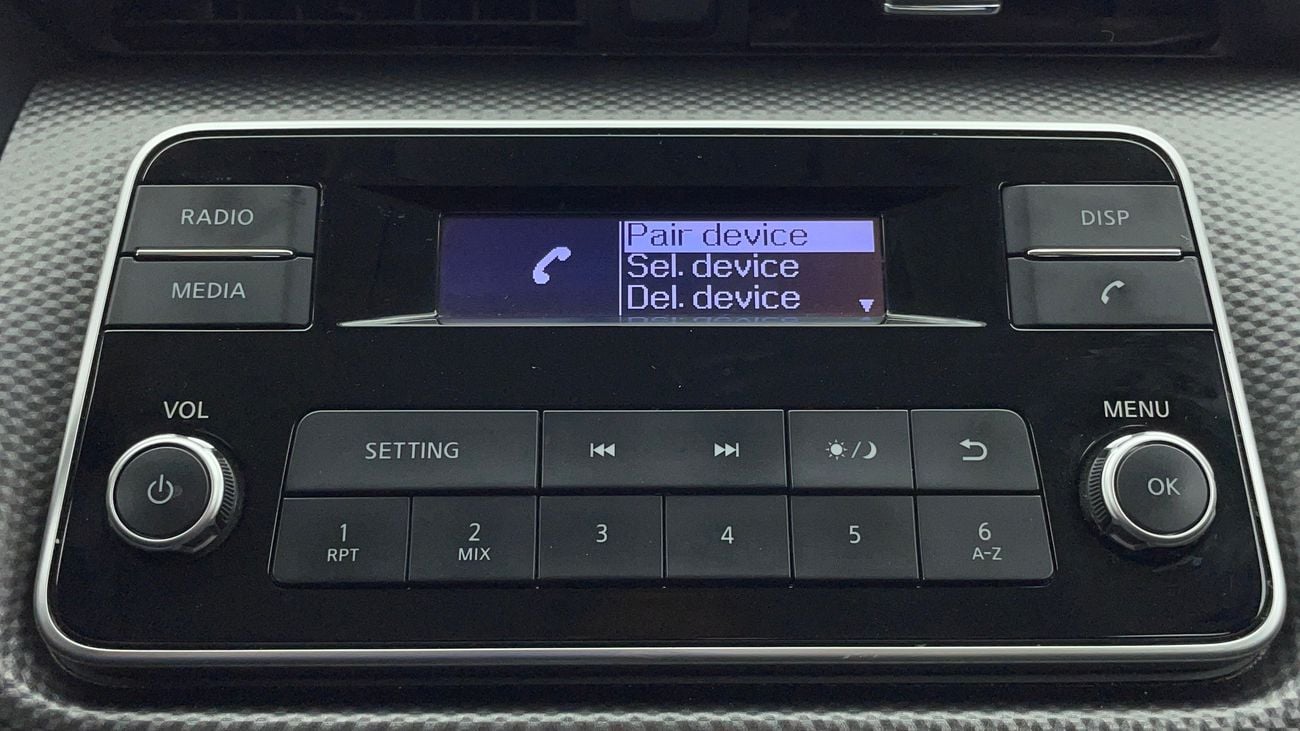 RADIO
MEDIA
Pair device
Sel. device
Del. device
DISP
VOL
MENU
SETTING
OK
1
RPT
2
MIX
3
4
5
6
A-Z